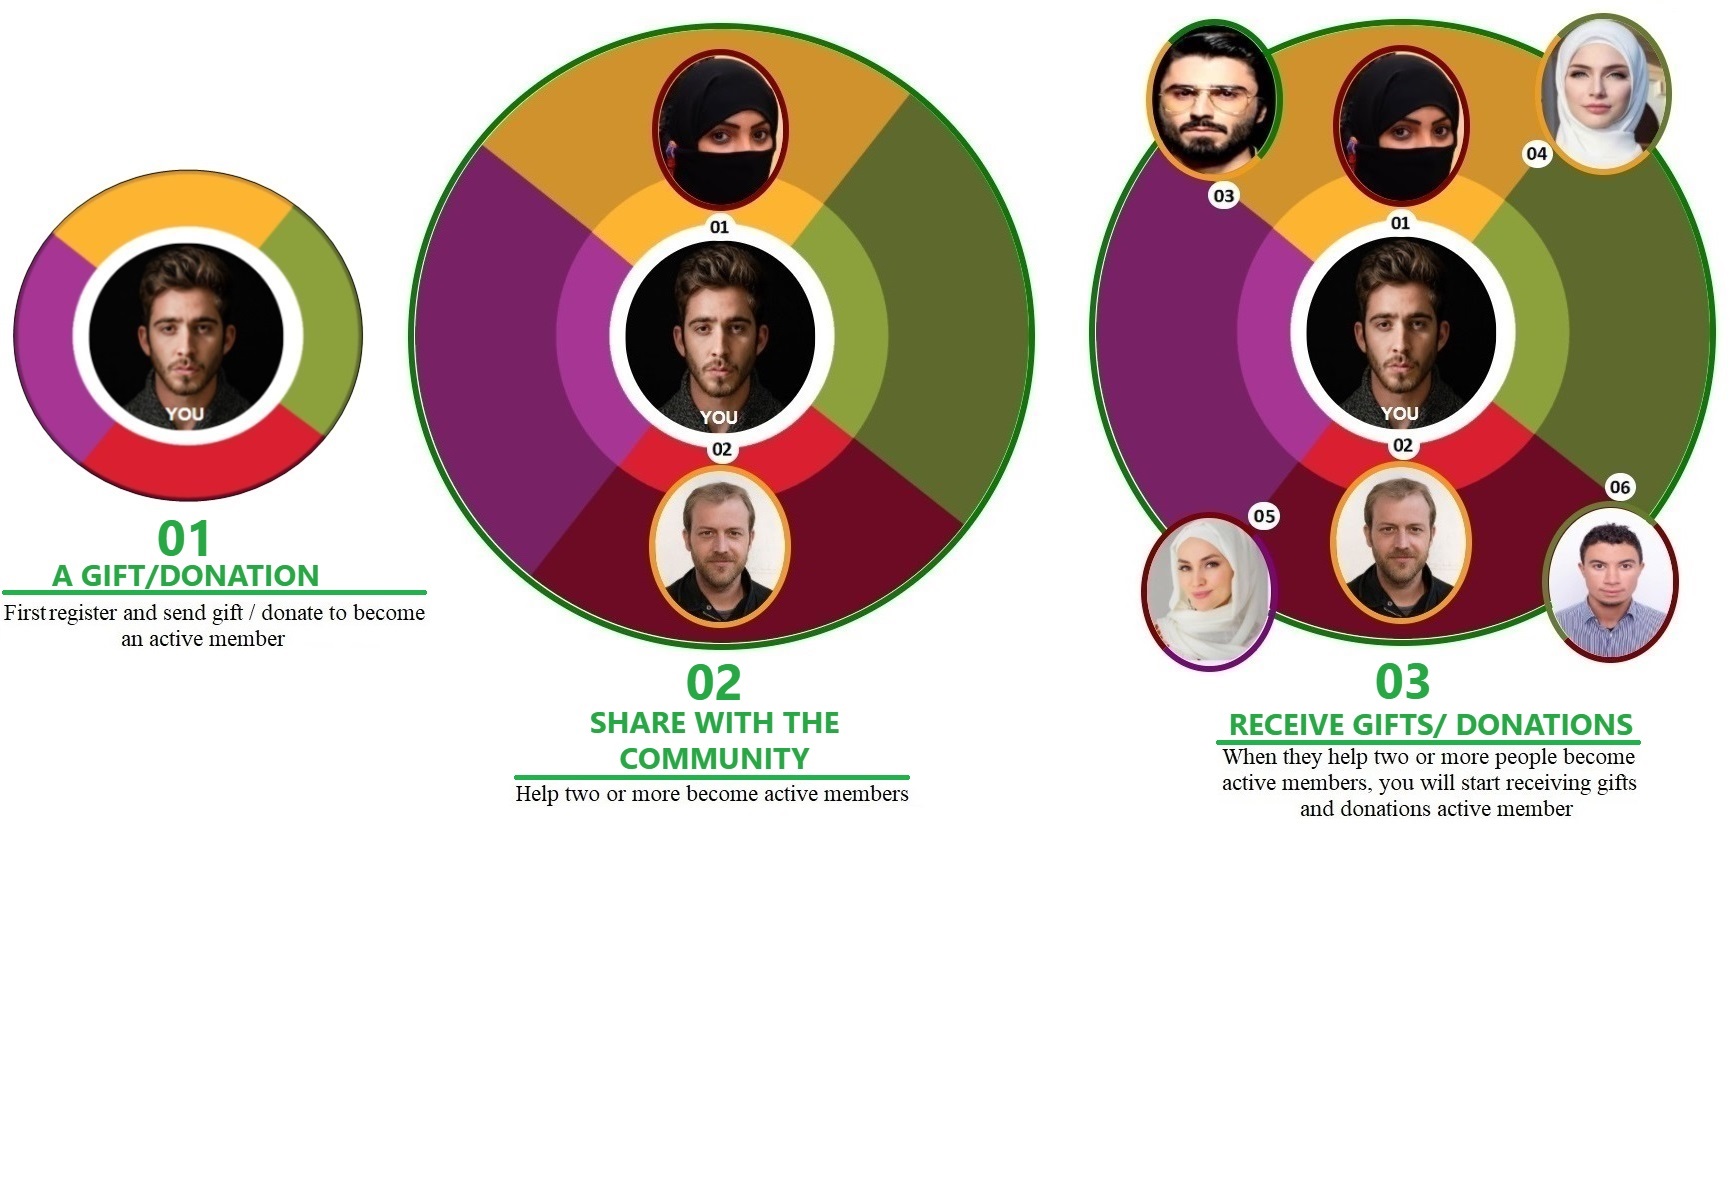 YOU
01
A GIFT/DONATION
First register and send gift / donate to become
an active member
01
YOU
02
02
SHARE WITH THE
COMMUNITY
Help two or more become active members
03
04
01
YOU
02
05
06
03
RECEIVE GIFTS/ DONATIONS
When they help two or more people become
active members, you will start receiving gifts
and donations active member